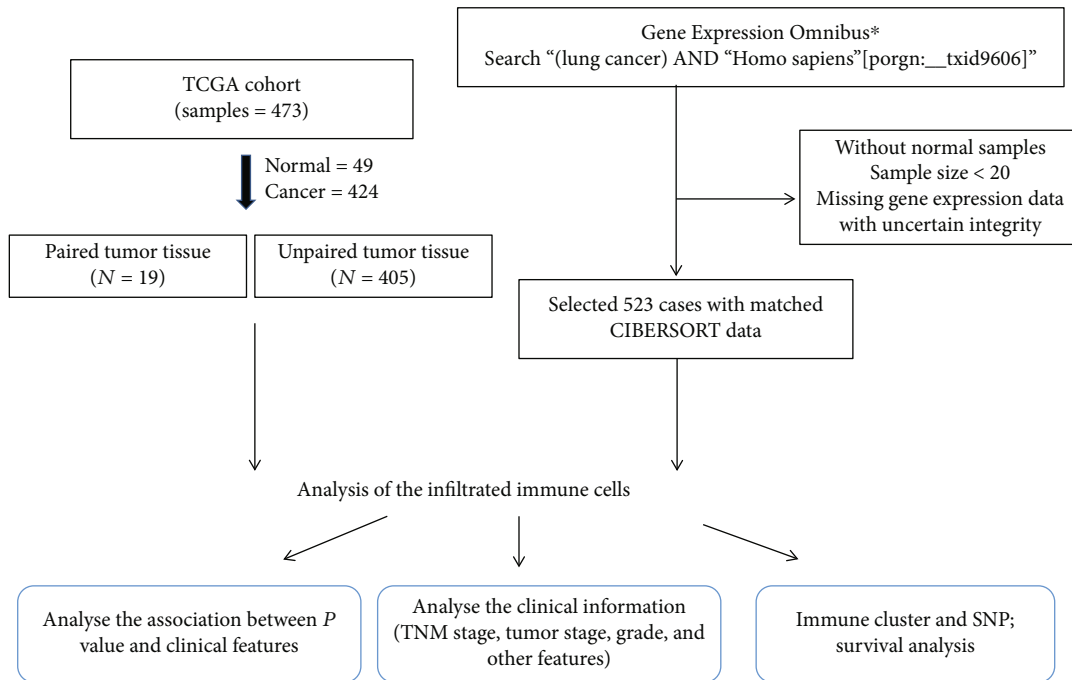 Gene Expression Omnibus*
Search “(lung cancer) AND “Homo sapiens”[porgn:__txid9606]”
TCGA cohort
(samples = 473)
Normal = 49
Cancer = 424
Without normal samples
Sample size < 20
Missing gene expression data
with uncertain integrity
Paired tumor tissue
(N = 19)
Unpaired tumor tissue
(N = 405)
Selected 523 cases with matched
CIBERSORT data
Analysis of the infiltrated immune cells
Analyse the association between P
value and clinical features
Analyse the clinical information
(TNM stage, tumor stage, grade, and
other features)
Immune cluster and SNP;
survival analysis